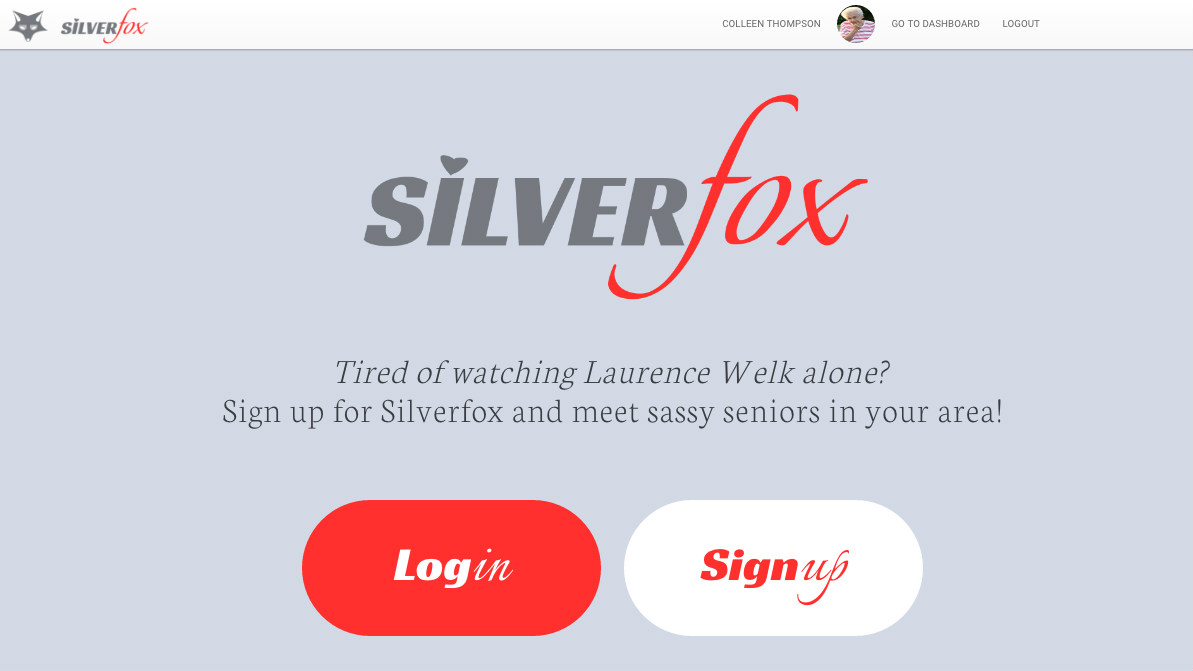 SILVERfox
COLLEEN THOMPSON
GO TO DASHBOARD
LOGOUT
SILVERfox
Tired of watching Laurence Welk alone?
Sign up for Silverfox and meet sassy seniors in your area!
Login
Signup